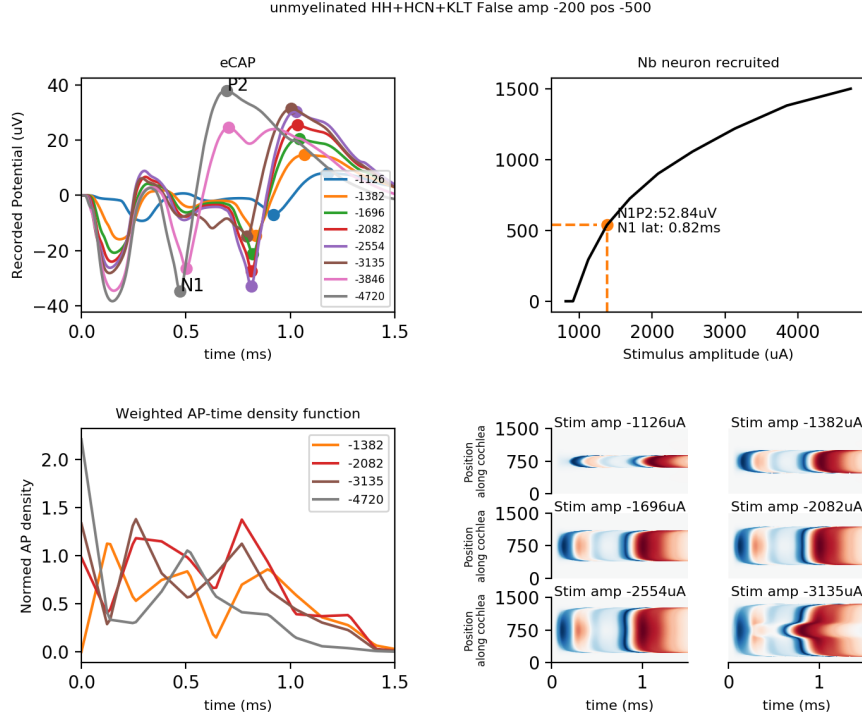 unmyelinated HH+HCN+KLT False amp -200 pos -500
eCAP
Recorded Potential (uV)
40
20
0
−20
−40
P2
N1
-1126
-1382
-1696
-2082
-2554
-3135
-3846
-4720
0.0
0.5
1.0
1.5
time (ms)
Nb neuron recruited
1500
1000
500
0
N1P2:52.84uV
N1 lat: 0.82ms
1000
2000
3000
4000
Stimulus amplitude (uA)
Weighted AP-time density function
Normed AP density
2.0
1.5
1.0
0.5
0.0
-1382
-2082
-3135
-4720
0.0
0.5
1.0
1.5
time (ms)
Stim amp -1126uA
Stim amp -1382uA
Position
along cochlea
1500
750
0
Stim amp -1696uA
Stim amp -2082uA
Position
along cochlea
1500
750
0
Stim amp -2554uA
Stim amp -3135uA
Position
along cochlea
1500
750
0
0
1
0
1
time (ms)
time (ms)